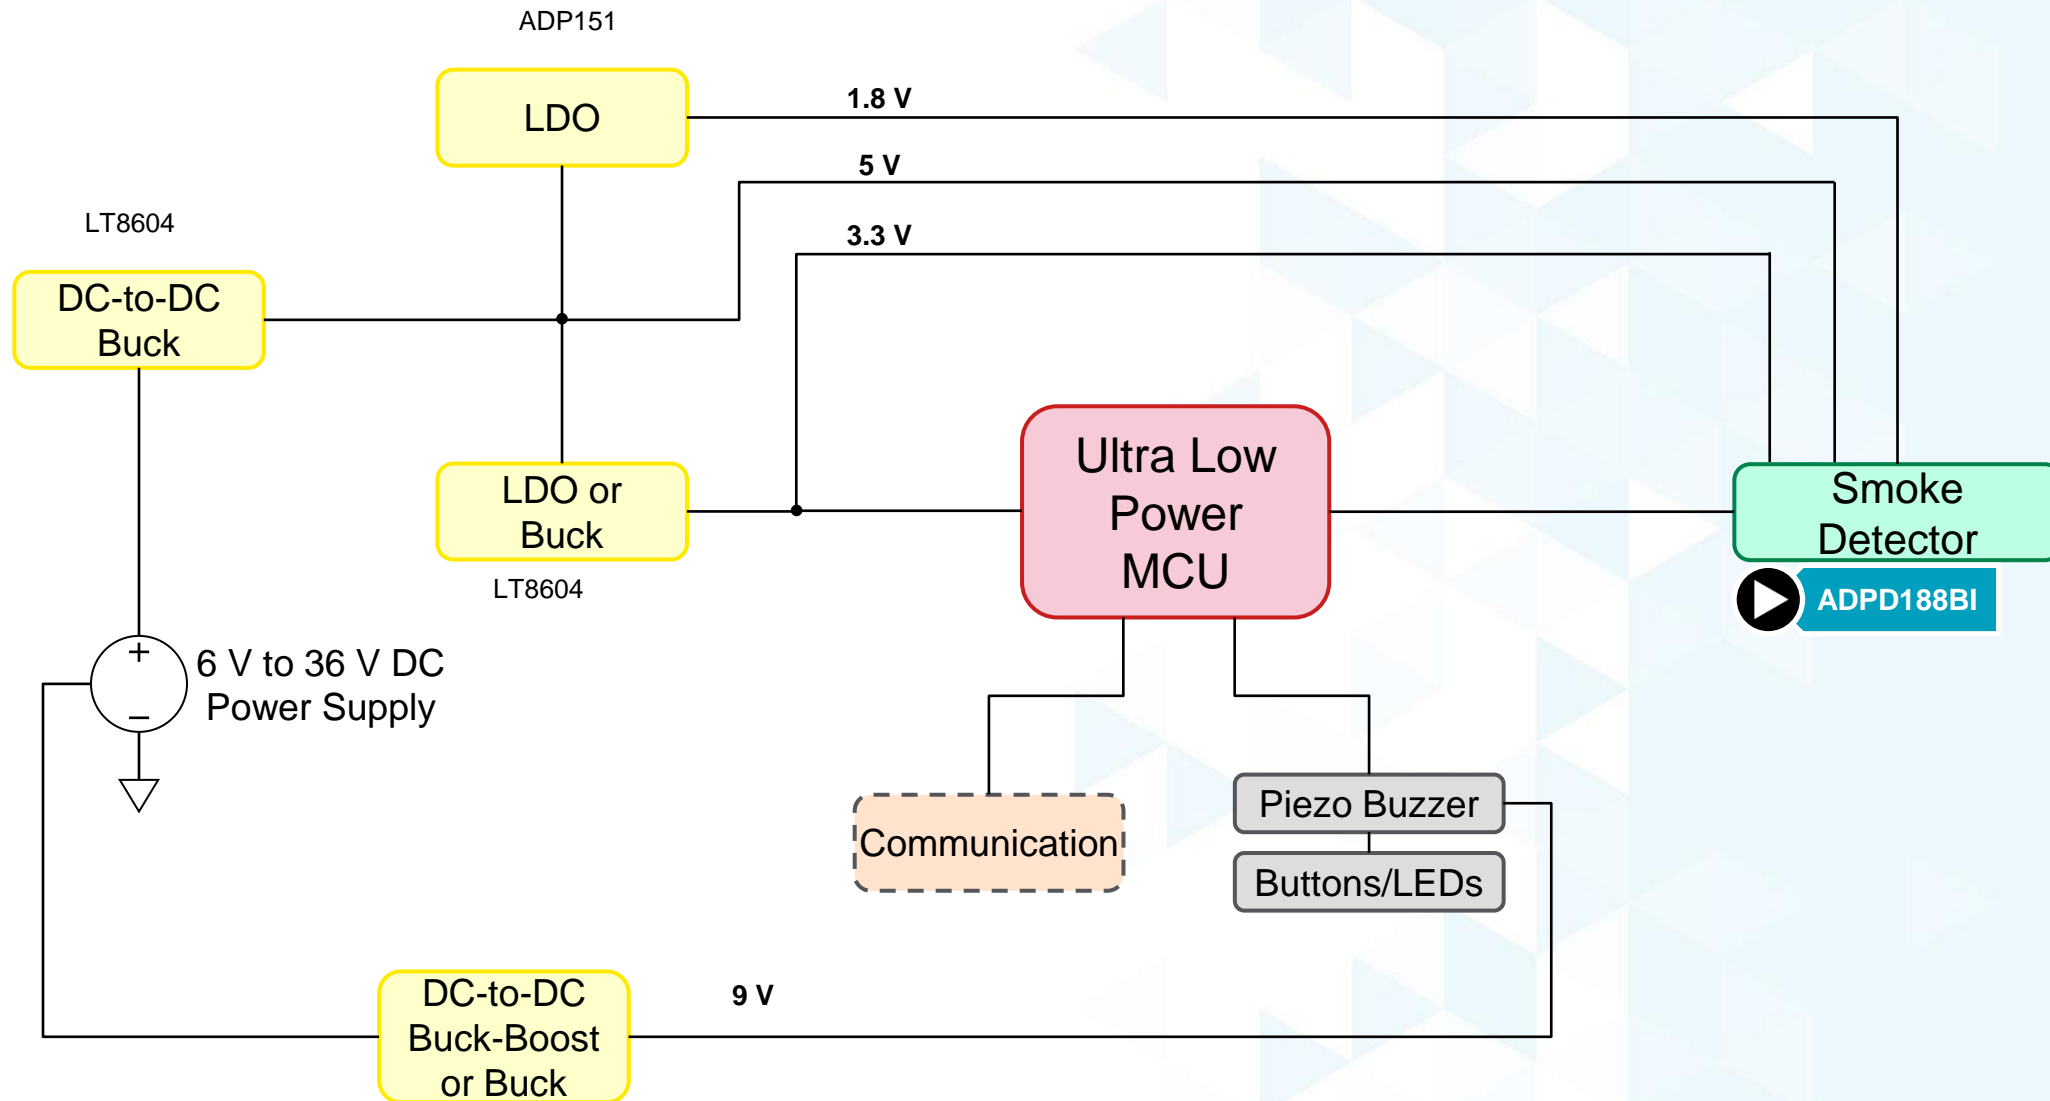 ADP151
LDO
1.8 V
5 V
LT8604
3.3 V
DC-to-DC
Buck
LDO or
Buck
LT8604
Ultra Low
Power
MCU
Smoke
Detector
ADPD188BI
+
6 V to 36 V DC
Power Supply
–
Piezo Buzzer
Communication
Buttons/LEDs
DC-to-DC
Buck-Boost
or Buck
9 V